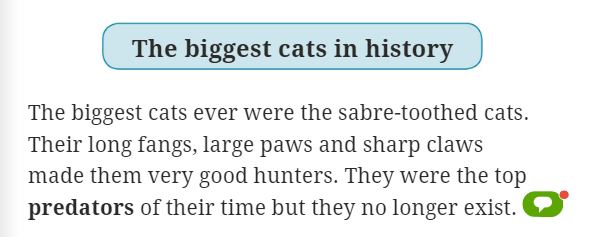 The biggest cats in history
The biggest cats ever were the sabre-toothed cats.
Their long fangs, large paws and sharp claws
made them very good hunters. They were the top
predators of their time but they no longer exist.